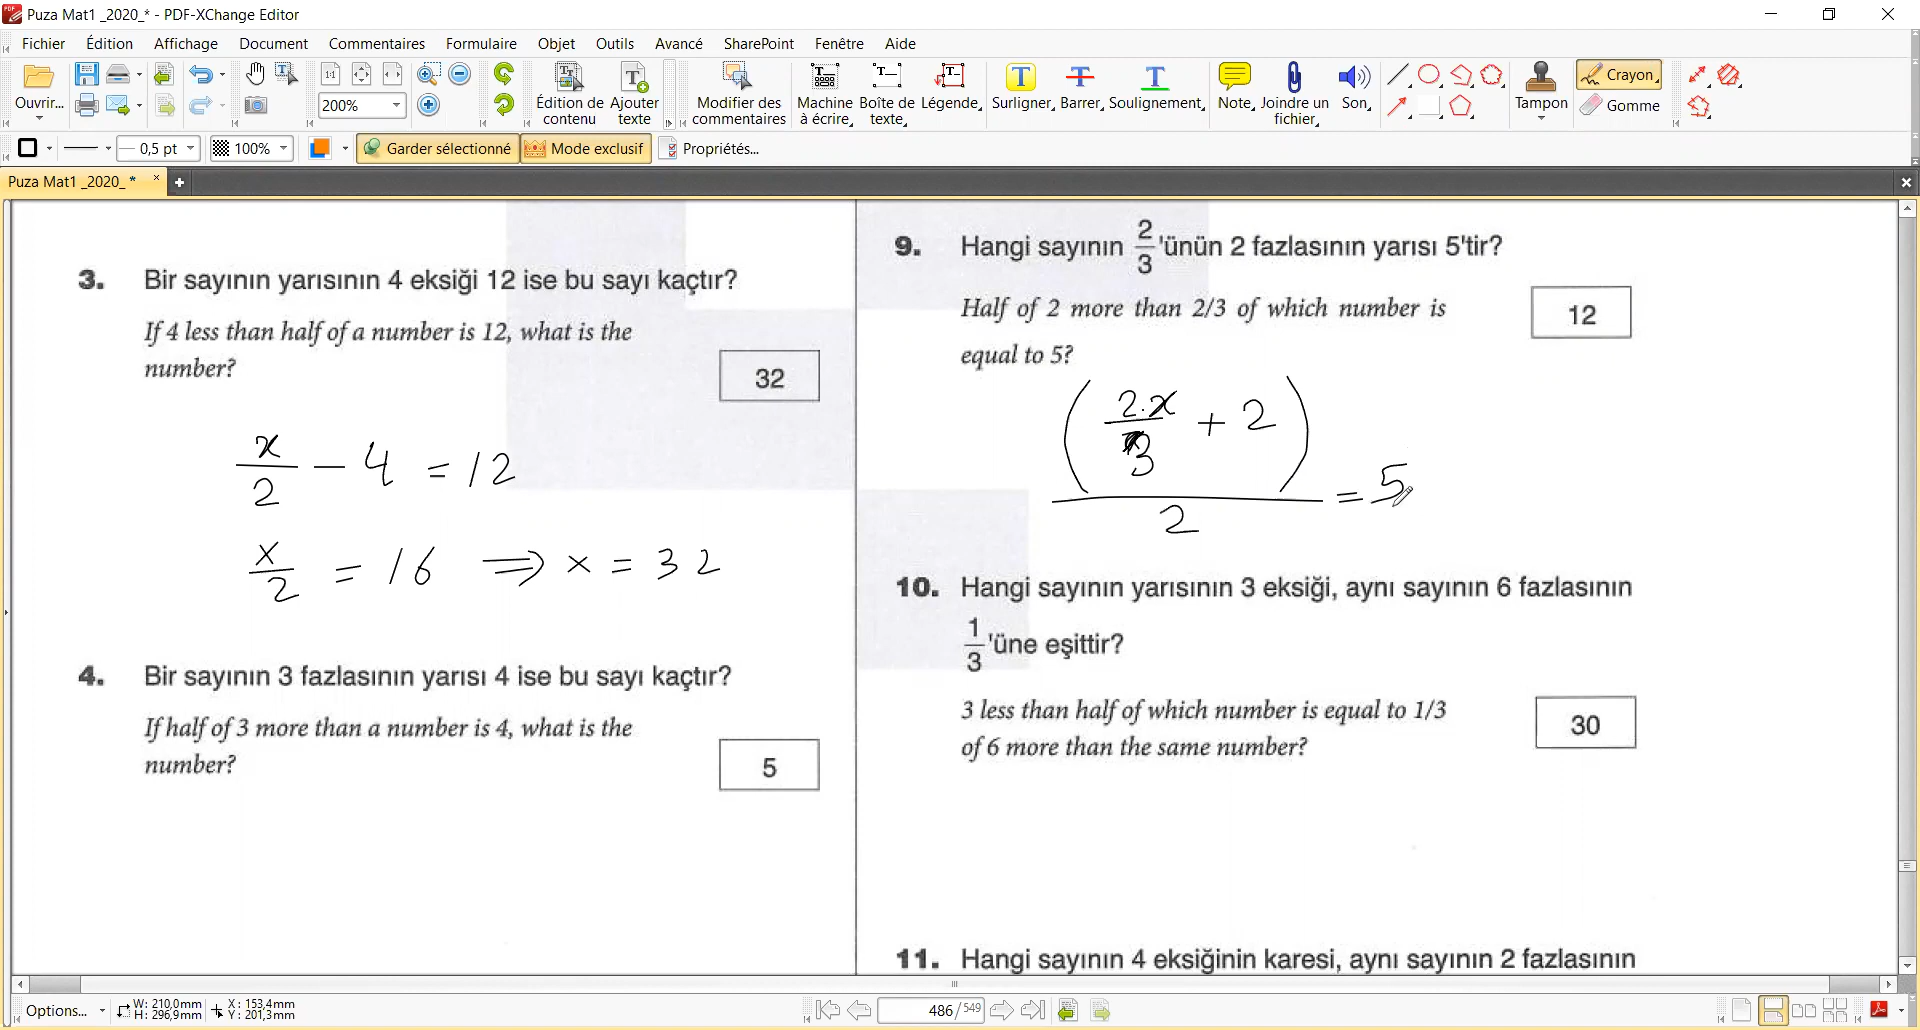 Puza Mat1 _2020_* - PDF-XChange Editor
Fichier Édition Affichage Document Commentaires Formulaire Objet Outils Avancé SharePoint Fenêtre Aide
Ouvrir... 200% Édition de contenu Ajouter texte Modifier des commentaires Machine à écrire Boîte de texte Légende Surligner Barrer Soulignement Note Joindre un fichier Son Tampon Crayon Gomme
0,5 pt 100% Garder sélectionné Mode exclusif Propriétés...
Puza Mat1 _2020_ *
3. Bir sayının yarısının 4 eksiği 12 ise bu sayı kaçtır?
If 4 less than half of a number is 12, what is the
number?
32
x/2 - 4 = 12
x/2 = 16 ⇒ x = 32
4. Bir sayının 3 fazlasının yarısı 4 ise bu sayı kaçtır?
If half of 3 more than a number is 4, what is the
number?
5
9. Hangi sayının 2/3 'ünün 2 fazlasının yarısı 5'tir?
Half of 2 more than 2/3 of which number is
equal to 5?
12
(2.x/3 + 2)/2 = 5
10. Hangi sayının yarısının 3 eksiği, aynı sayının 6 fazlasının
1/3 'üne eşittir?
3 less than half of which number is equal to 1/3
of 6 more than the same number?
30
11. Hangi sayının 4 eksiğinin karesi, aynı sayının 2 fazlasının
Options... W: 210,0mm X: 153,4mm
H: 296,9mm Y: 201,3mm
486/549